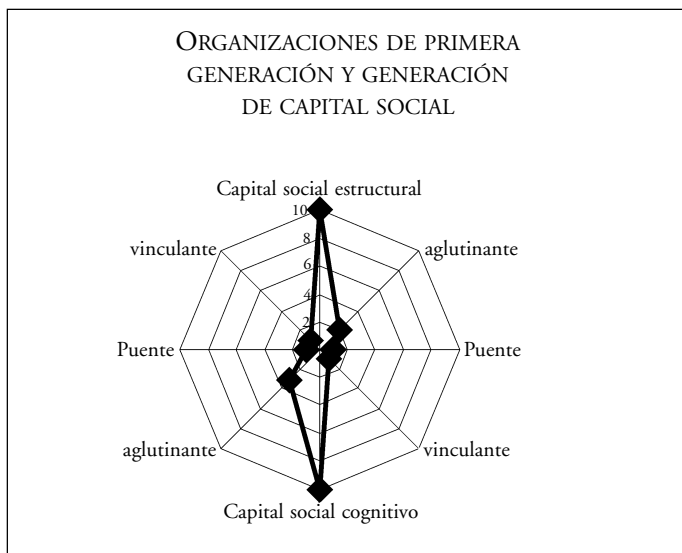 ORGANIZACIONES DE PRIMERA
GENERACIÓN Y GENERACIÓN
DE CAPITAL SOCIAL
Capital social estructural
10
8
6
4
2
vinculante
aglutinante
Puente
Puente
aglutinante
vinculante
Capital social cognitivo